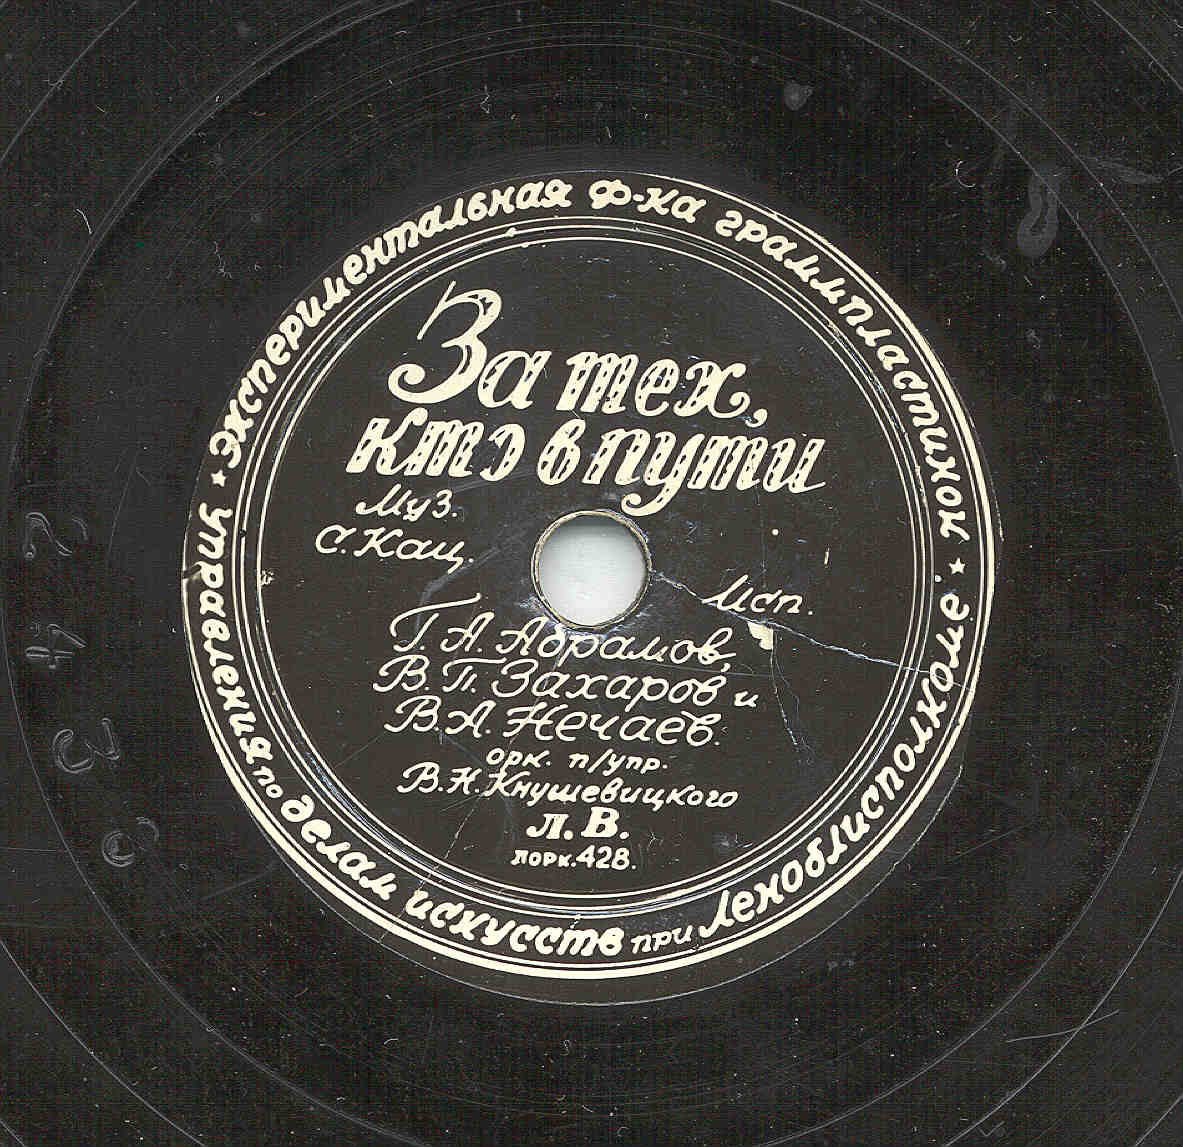 Экспериментальная Ф-ка граммпластинок
Управления по делам искусств при Леноблисполкоме
За тех,
кто в пути
Муз.
С. Кац.
Исп.
Г. А. Абрамов,
В. П. Захаров и
В. А. Нечаев.
орк. п/упр.
В. Н. Кнушевицкого
Л. В.
ЛОРК. 428.